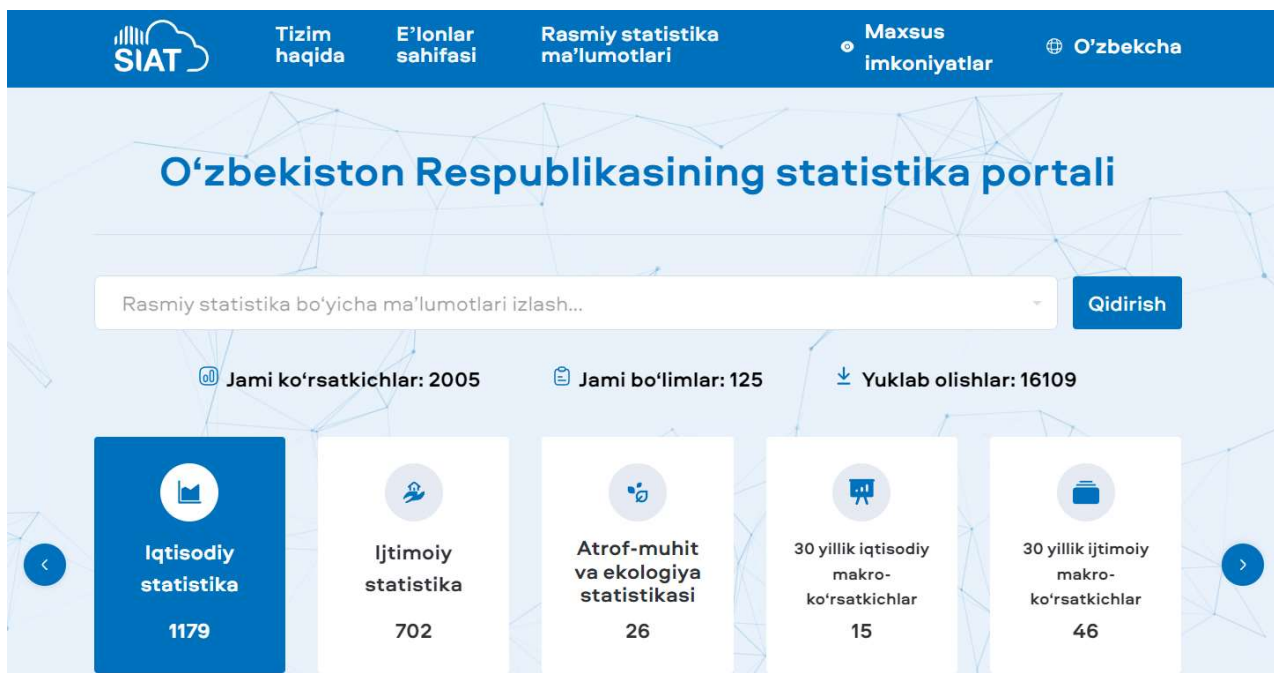 SIAT
Tizim
haqida
E'lonlar
sahifasi
Rasmiy statistika
ma'lumotlari
Maxsus
imkoniyatlar
O'zbekcha
O‘zbekiston Respublikasining statistika portali
Rasmiy statistika bo‘yicha ma’lumotlari izlash...
Qidirish
Jami ko‘rsatkichlar: 2005
Jami bo‘limlar: 125
Yuklab olishlar: 16109
Iqtisodiy
statistika
1179
Ijtimoiy
statistika
702
Atrof-muhit
va ekologiya
statistikasi
26
30 yillik iqtisodiy
makro-
ko‘rsatkichlar
15
30 yillik ijtimoiy
makro-
ko‘rsatkichlar
46